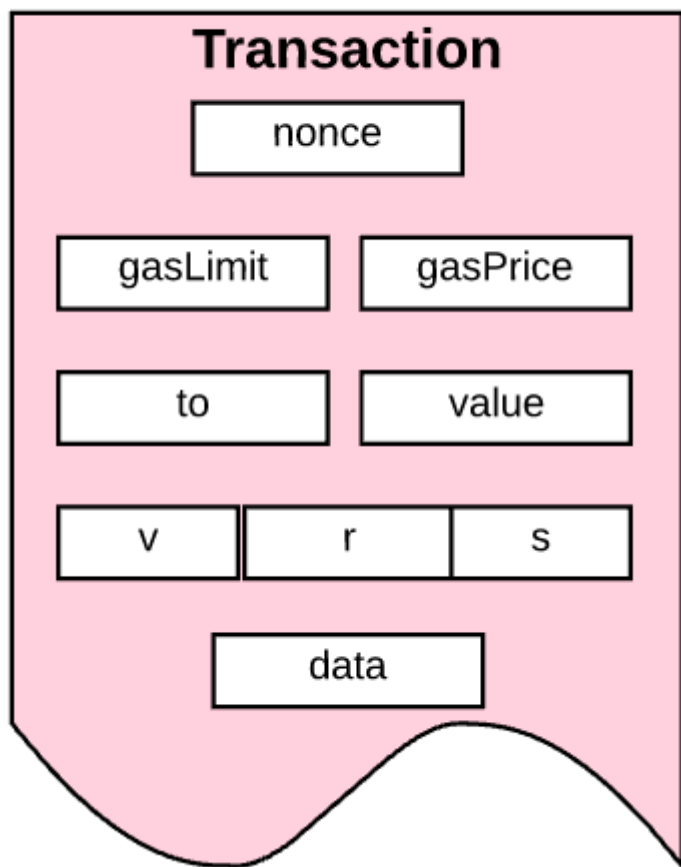 Transaction
nonce
gasLimit gasPrice
to value
v r s
data